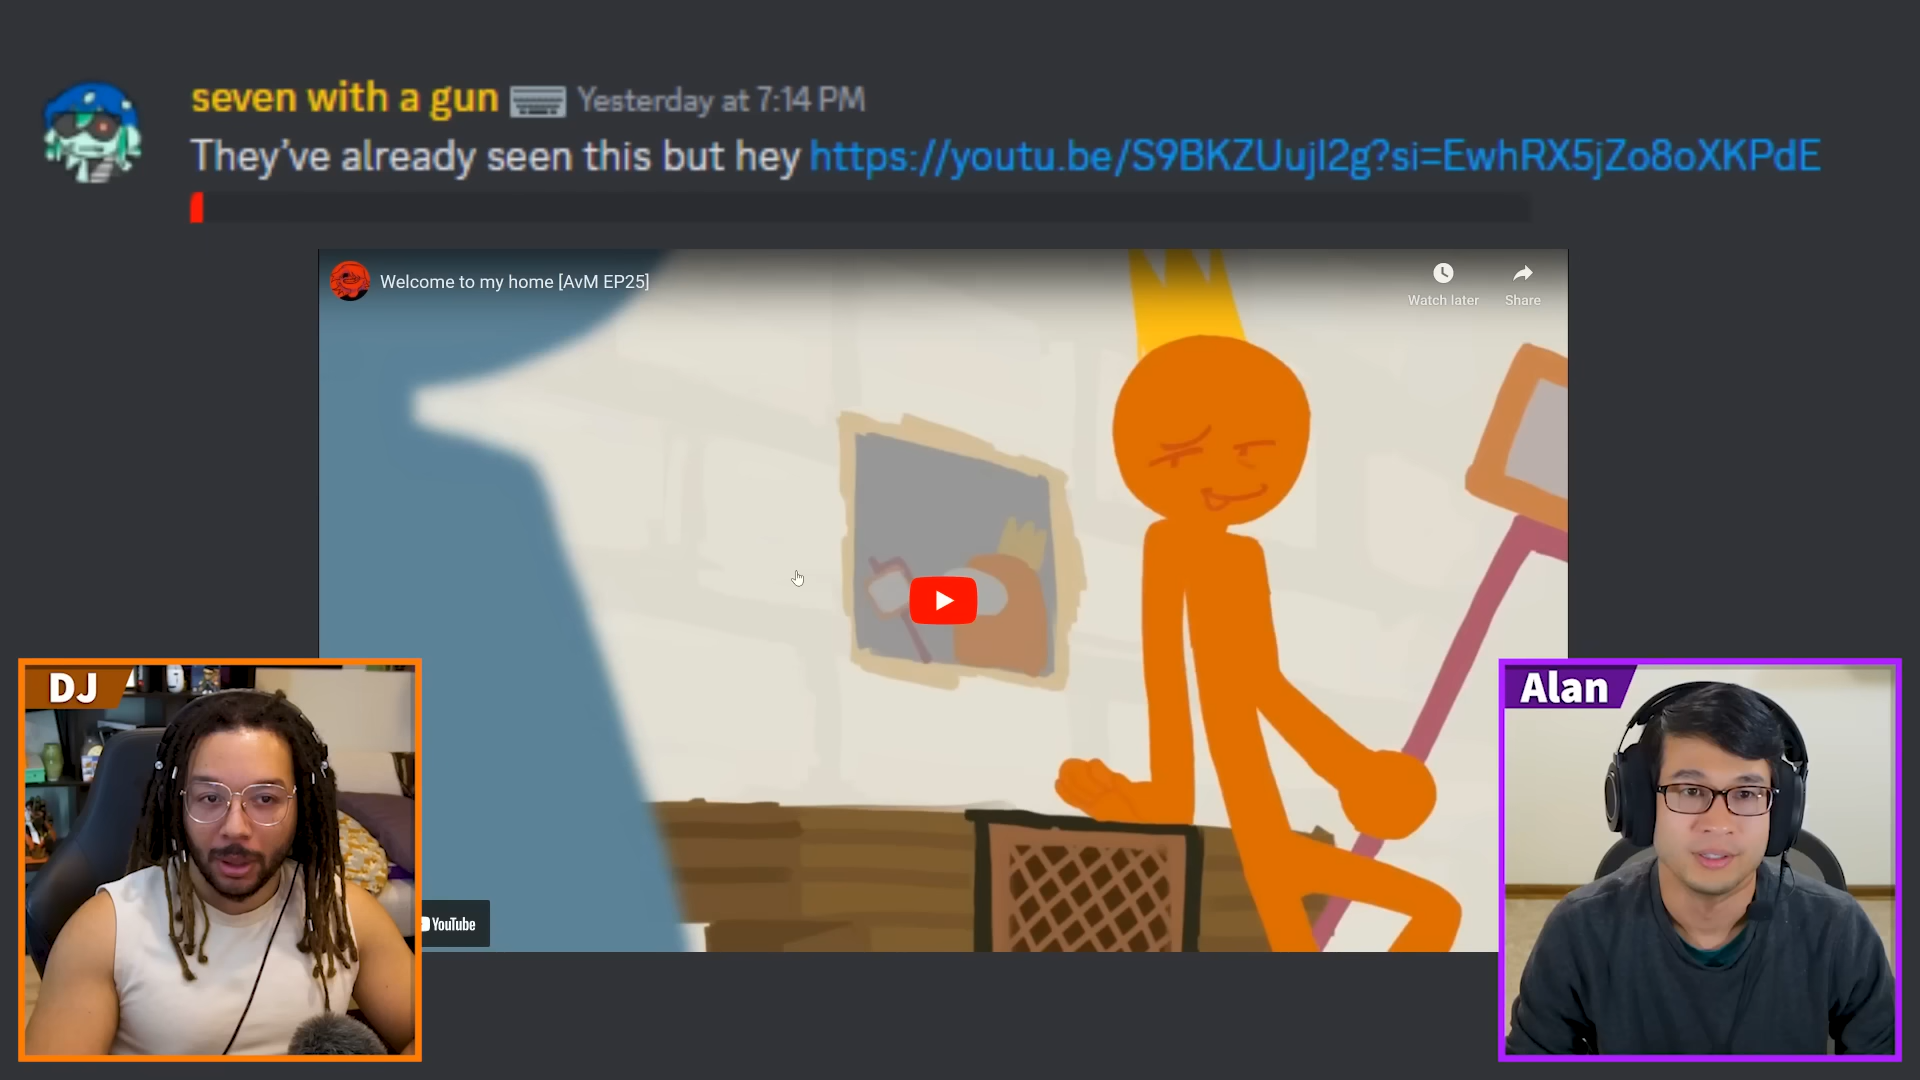 seven with a gun Yesterday at 7:14 PM
They've already seen this but hey https://youtu.be/S9BKZUujI2g?si=EwhRX5jZo8oXKPdE
Welcome to my home [AvM EP25]
Watch later
Share
DJ
Alan
YouTube